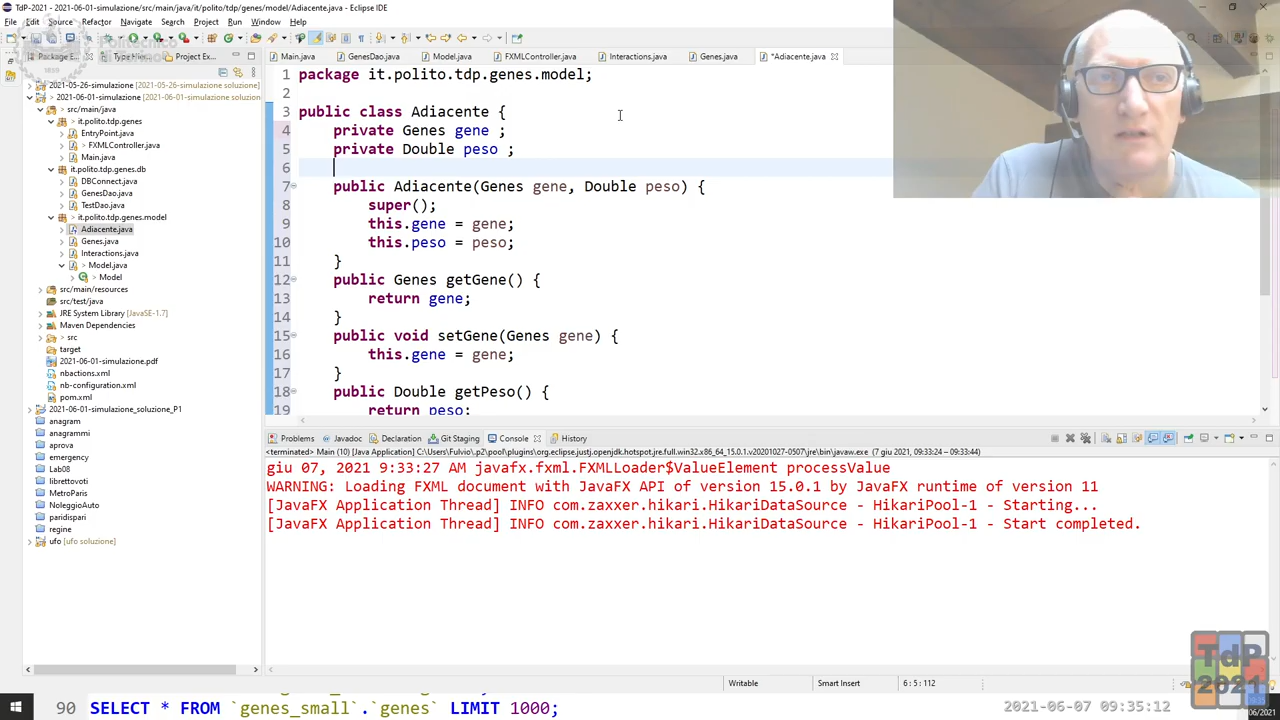 TdP-2021 - 2021-06-01-simulazione/src/main/java/it/polito/tdp/genes/model/Adiacente.java - Eclipse IDE
File Edit Source Refactor Navigate Search Project Run Window Help
Package E... Type Hier... Project Ex...
Main.java GenesDao.java Model.java FXMLController.java Interactions.java Genes.java *Adiacente.java
2021-05-26-simulazione [2021-05-26-simulazione soluzione]
> 2021-06-01-simulazione [2021-06-01-simulazione soluzion
> src/main/java
it.polito.tdp.genes
EntryPoint.java
> FXMLController.java
Main.java
it.polito.tdp.genes.db
DBConnect.java
GenesDao.java
TestDao.java
> it.polito.tdp.genes.model
Adiacente.java
Genes.java
Interactions.java
> Model.java
Model
src/main/resources
src/test/java
JRE System Library [JavaSE-1.7]
Maven Dependencies
> src
target
2021-06-01-simulazione.pdf
nbactions.xml
nb-configuration.xml
pom.xml
2021-06-01-simulazione_soluzione_P1
anagram
anagrammi
aprova
emergency
Lab08
librettovoti
MetroParis
NoleggioAuto
paridispari
regine
ufo [ufo soluzione]
1 package it.polito.tdp.genes.model;
2
3 public class Adiacente {
4 private Genes gene ;
5 private Double peso ;
6
7 public Adiacente(Genes gene, Double peso) {
8 super();
9 this.gene = gene;
10 this.peso = peso;
11 }
12 public Genes getGene() {
13 return gene;
14 }
15 public void setGene(Genes gene) {
16 this.gene = gene;
17 }
18 public Double getPeso() {
19 return peso;
Problems Javadoc Declaration Git Staging Console History
<terminated> Main (10) [Java Application] C:\Users\Fulvio\.p2\pool\plugins\org.eclipse.justj.openjdk.hotspot.jre.full.win32.x86_64_15.0.1.v20201027-0507\jre\bin\javaw.exe (7 giu 2021, 09:33:24 – 09:33:44)
giu 07, 2021 9:33:27 AM javafx.fxml.FXMLLoader$ValueElement processValue
WARNING: Loading FXML document with JavaFX API of version 15.0.1 by JavaFX runtime of version 11
[JavaFX Application Thread] INFO com.zaxxer.hikari.HikariDataSource - HikariPool-1 - Starting...
[JavaFX Application Thread] INFO com.zaxxer.hikari.HikariDataSource - HikariPool-1 - Start completed.
Writable Smart Insert 6 : 5 : 112
90 SELECT * FROM `genes_small`.`genes` LIMIT 1000;
2021-06-07 09:35:12
TdP
2021